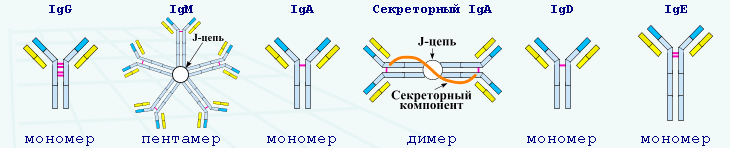 IgG IgM IgA Секреторный IgA IgD IgE
J-цепь
J-цепь
Секреторный
компонент
мономер пентамер мономер димер мономер мономер